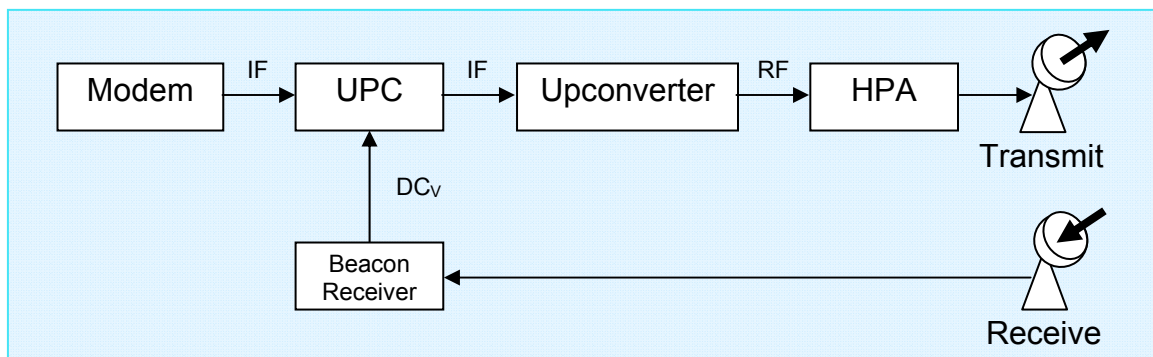 Modem
IF
UPC
IF
Upconverter
RF
HPA
Transmit
DCV
Beacon
Receiver
Receive